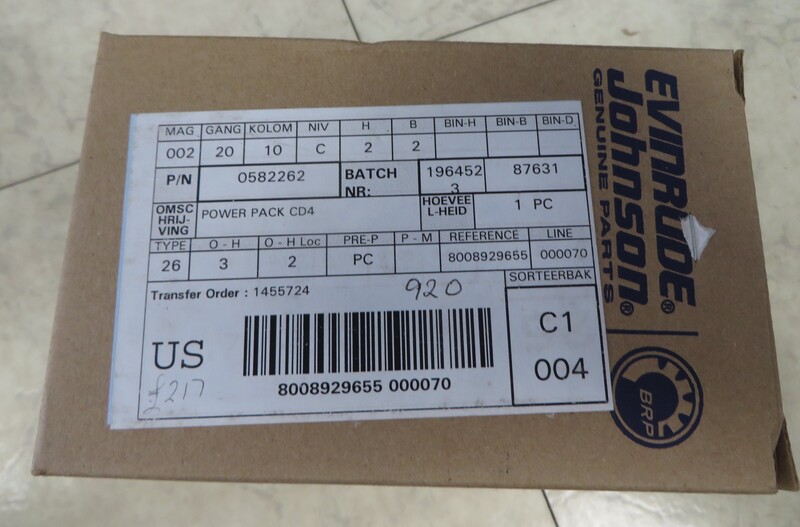 MAG GANG KOLOM NIV H B BIN-H BIN-B BIN-D
002 20 10 C 2 2
P/N 0582262 BATCH NR: 196452 3 87631
OMSC HRIJ- VING POWER PACK CD4 HOEVEE L-HEID 1 PC
TYPE O - H O - H Loc PRE-P P - M REFERENCE LINE
26 3 2 PC 8008929655 000070
SORTEERBAK
Transfer Order : 1455724
920
C1
US
004
8008929655 000070
£217
EVINRUDE®
Johnson®
GENUINE PARTS
BRP